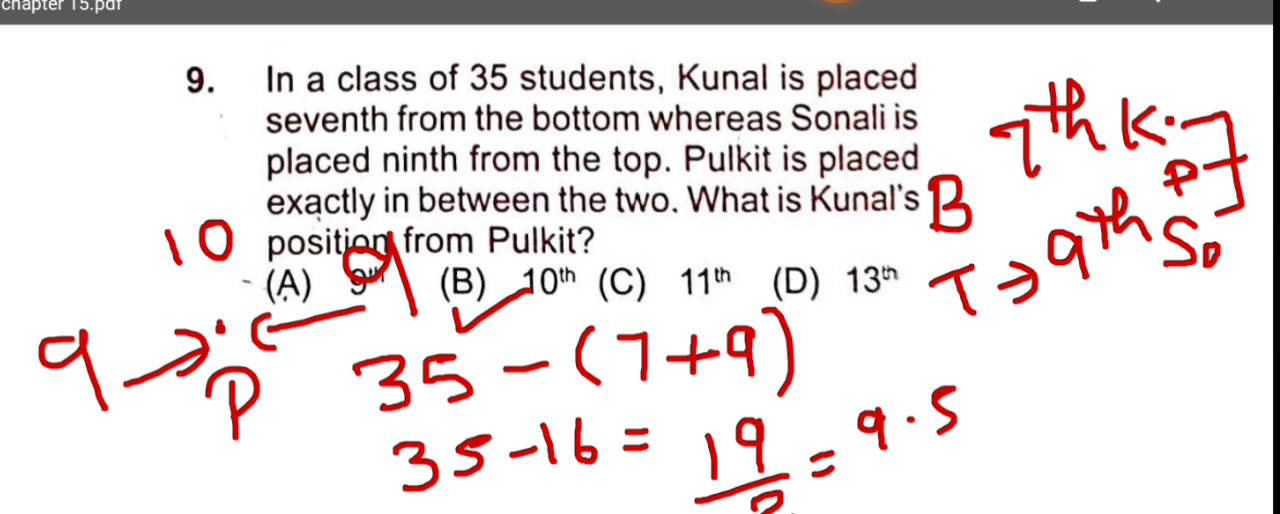 chapter 15.pdf
9. In a class of 35 students, Kunal is placed
seventh from the bottom whereas Sonali is
placed ninth from the top. Pulkit is placed
exactly in between the two. What is Kunal's
position from Pulkit?
(A) 9th (B) 10th (C) 11th (D) 13th
7th K.
P
B
T → 9th So
10
9
9 →
P
35 - (7+9)
35-16 = 19/2 = 9.5